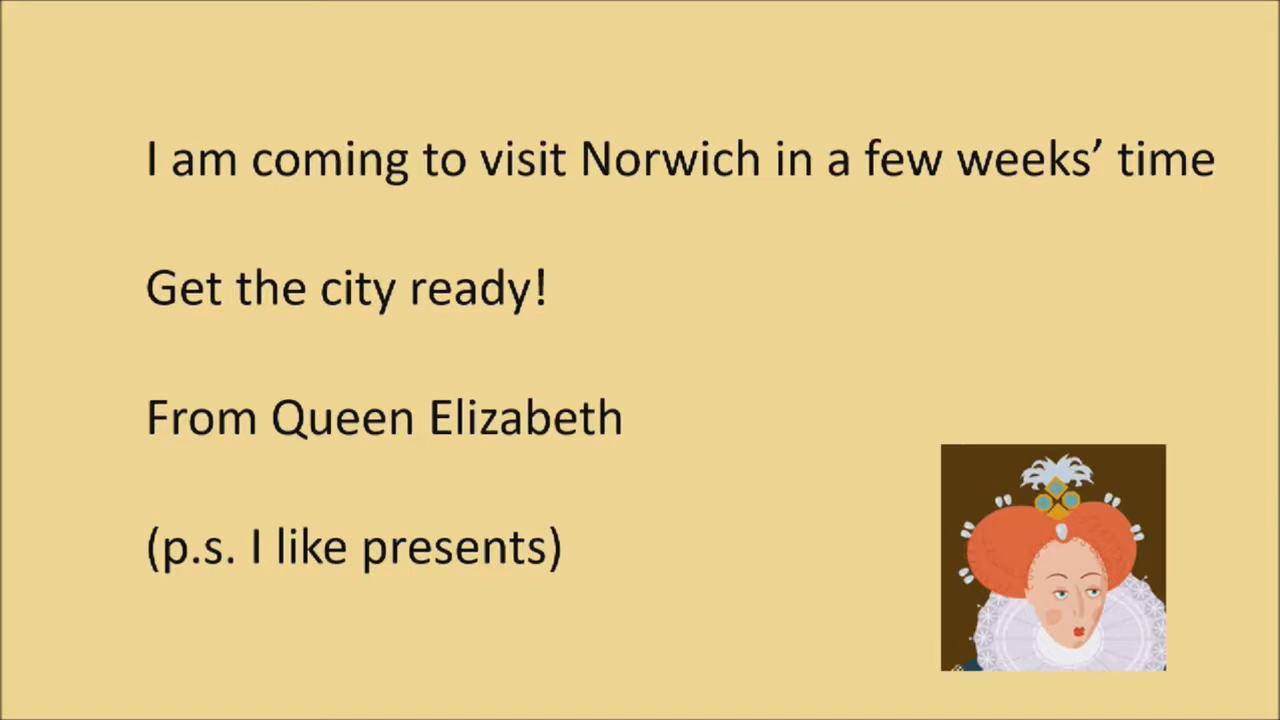 I am coming to visit Norwich in a few weeks’ time
Get the city ready!
From Queen Elizabeth
(p.s. I like presents)